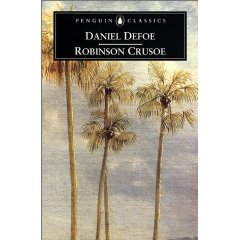 PENGUIN CLASSICS
DANIEL DEFOE
ROBINSON CRUSOE